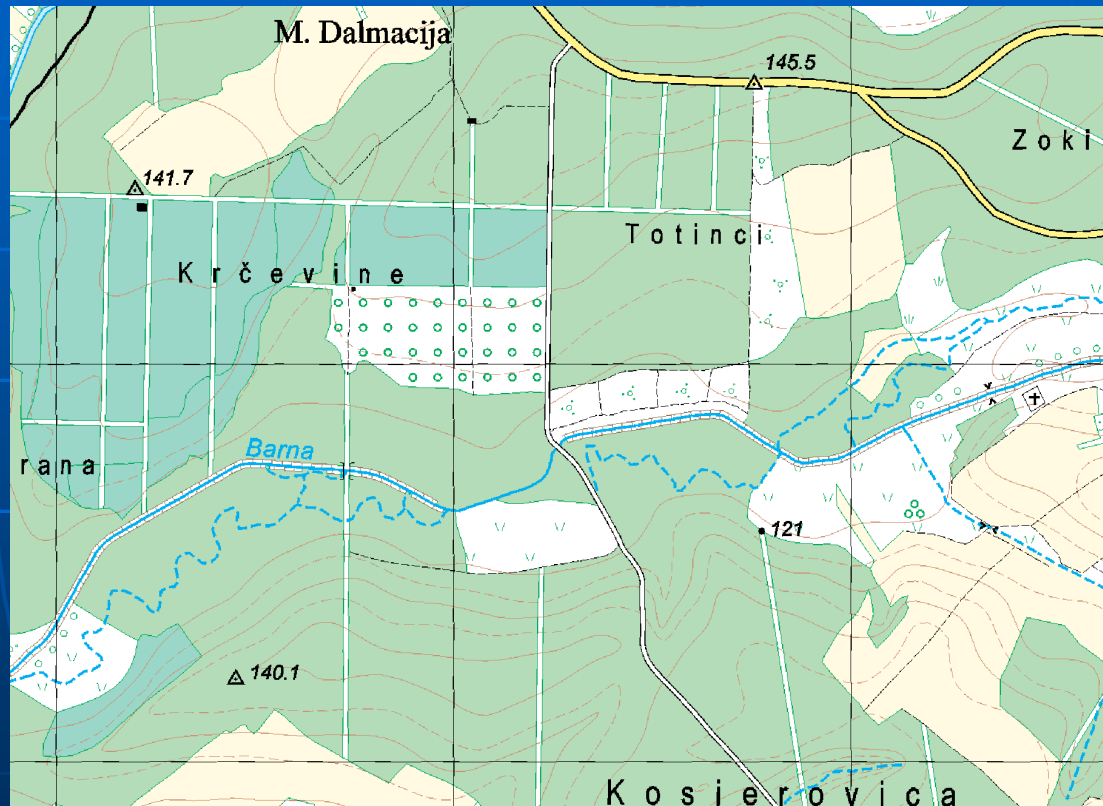 M. Dalmacija
145.5
Zoki
141.7
Totinci
Krčevine
Barna
rana
121
140.1
Kosjerovica